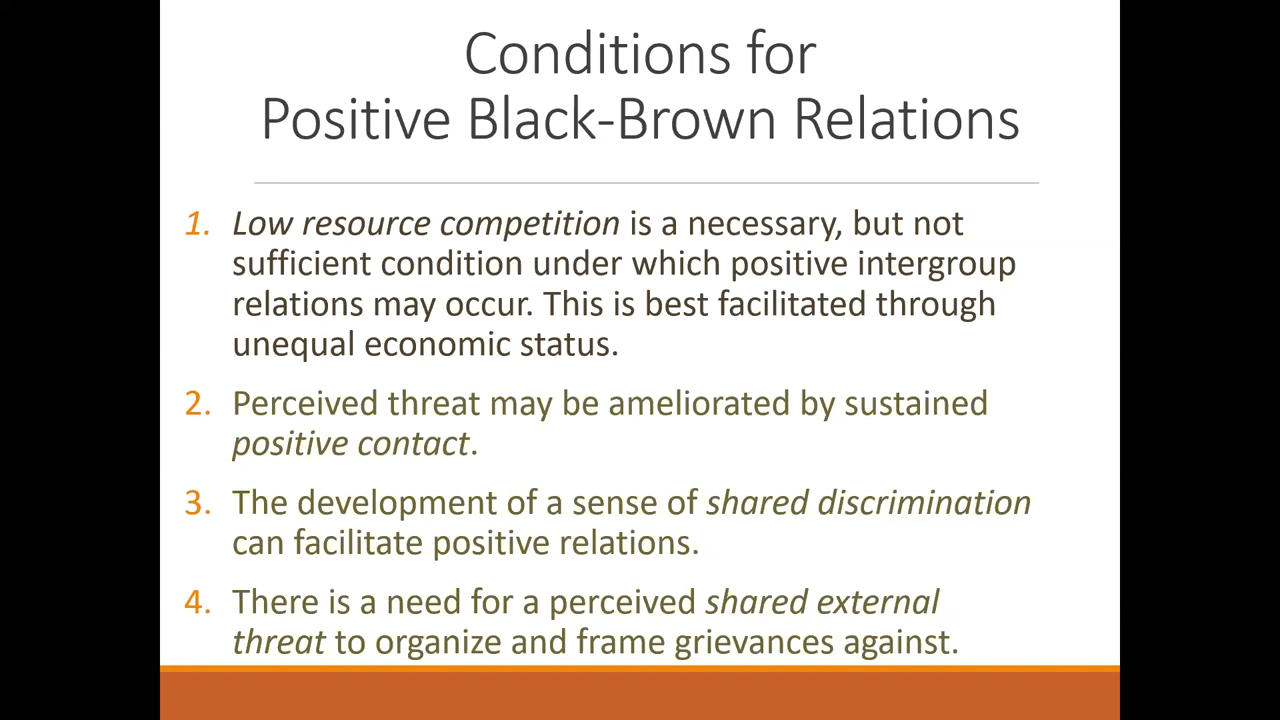 Conditions for
Positive Black-Brown Relations
1. Low resource competition is a necessary, but not
sufficient condition under which positive intergroup
relations may occur. This is best facilitated through
unequal economic status.
2. Perceived threat may be ameliorated by sustained
positive contact.
3. The development of a sense of shared discrimination
can facilitate positive relations.
4. There is a need for a perceived shared external
threat to organize and frame grievances against.